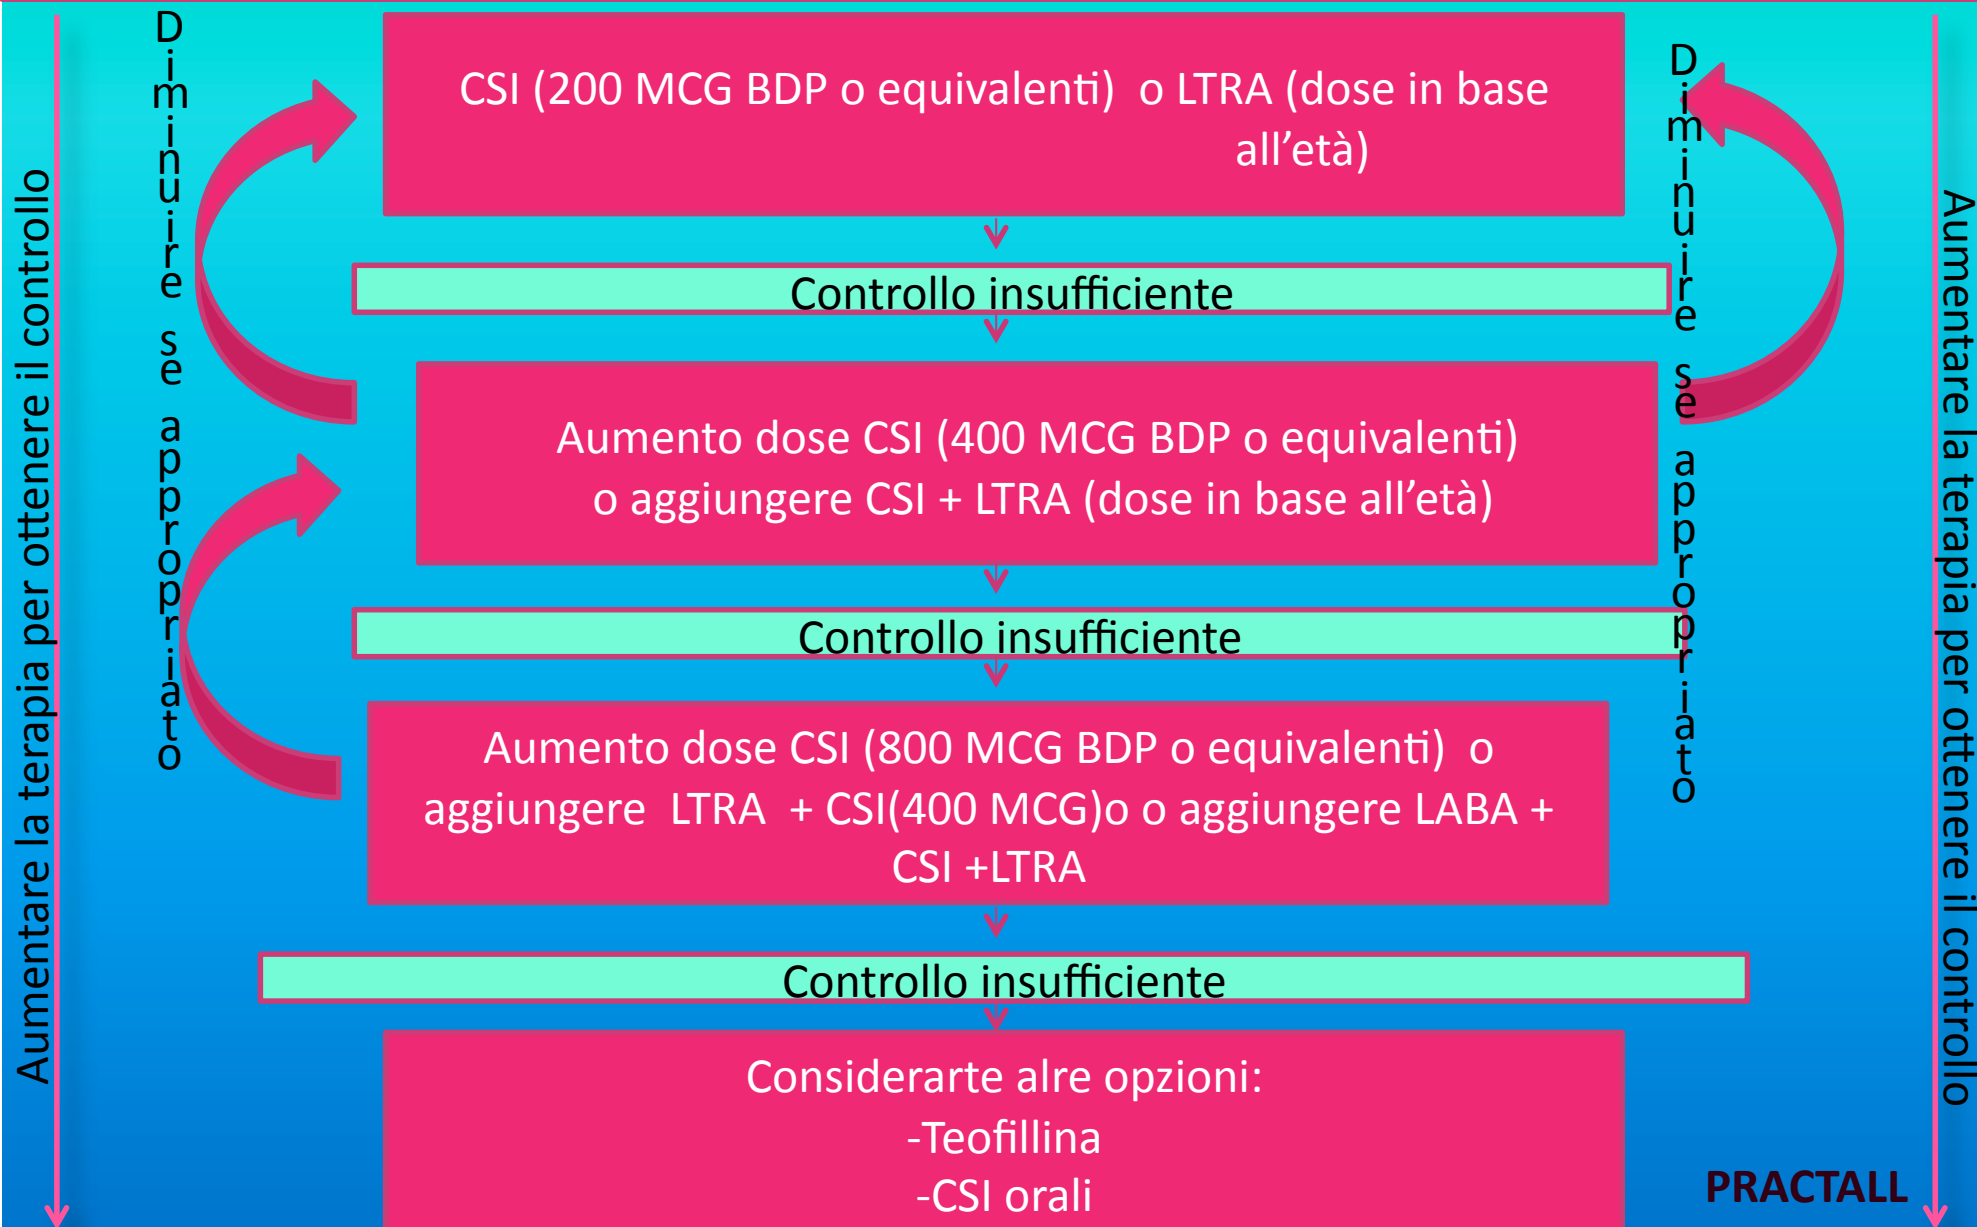 Aumentare la terapia per ottenere il controllo
Diminuire se appropriato
CSI (200 MCG BDP o equivalenti) o LTRA (dose in base
all’età)
Controllo insufficiente
Aumento dose CSI (400 MCG BDP o equivalenti)
o aggiungere CSI + LTRA (dose in base all’età)
Controllo insufficiente
Aumento dose CSI (800 MCG BDP o equivalenti) o
aggiungere LTRA + CSI(400 MCG)o o aggiungere LABA +
CSI +LTRA
Controllo insufficiente
Considerarte alre opzioni:
-Teofillina
-CSI orali
Diminuire se appropriato
Aumentare la terapia per ottenere il controllo
PRACTALL